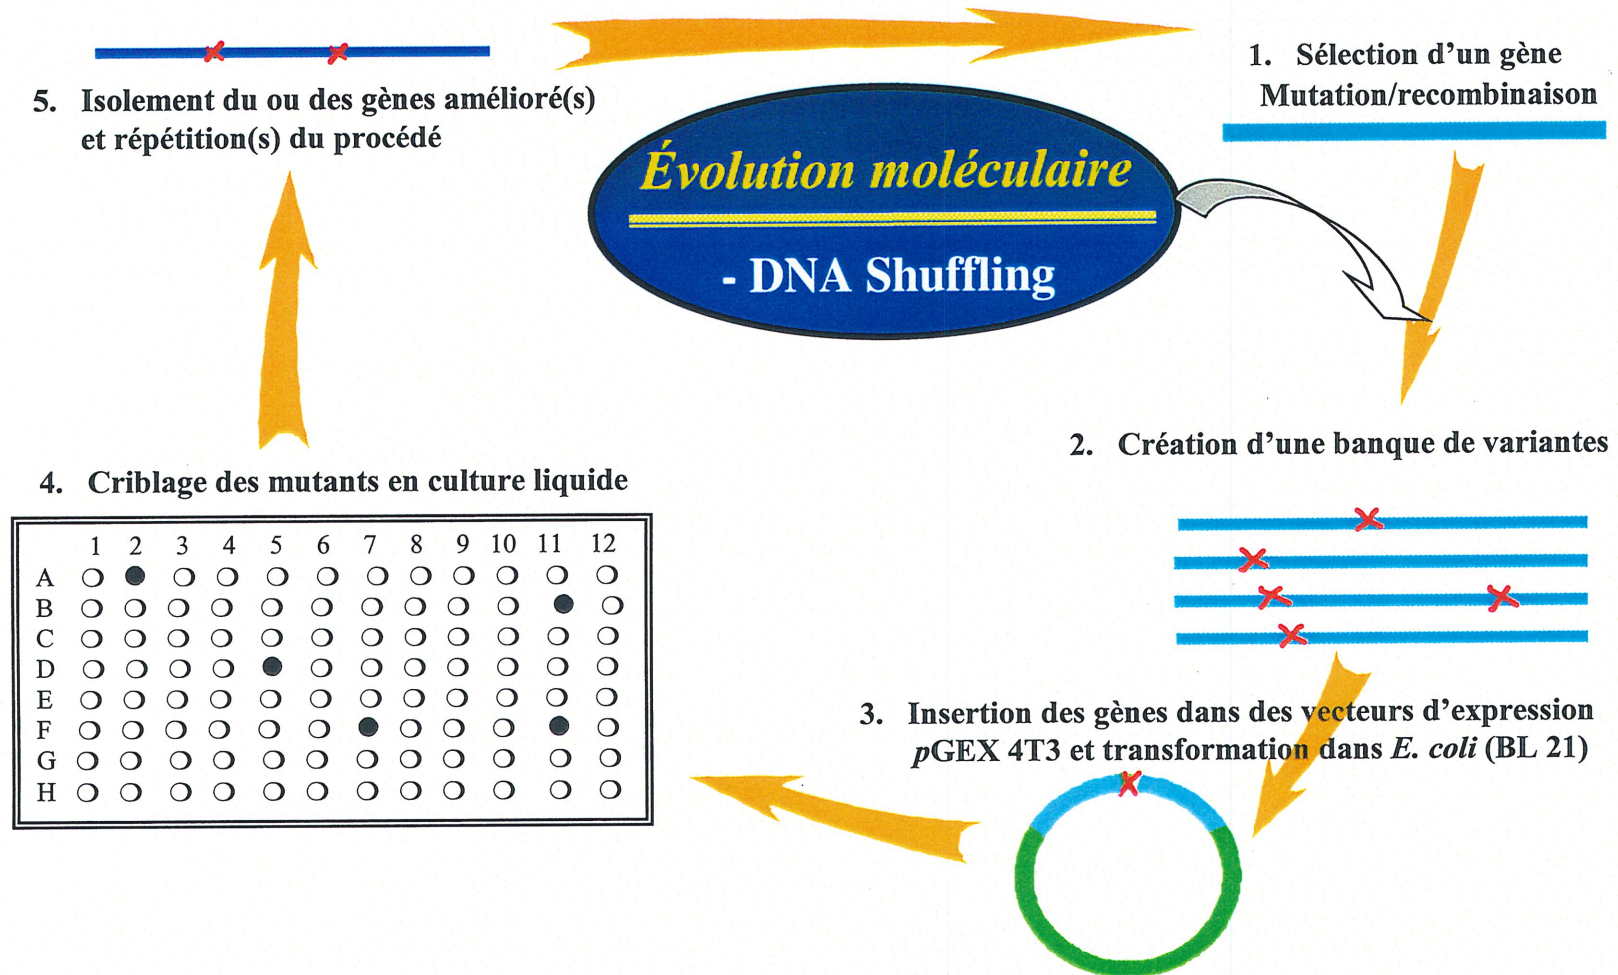 Évolution moléculaire
- DNA Shuffling
1. Sélection d'un gène
Mutation/recombinaison
2. Création d'une banque de variantes
3. Insertion des gènes dans des vecteurs d'expression
pGEX 4T3 et transformation dans E. coli (BL 21)
4. Criblage des mutants en culture liquide
1 2 3 4 5 6 7 8 9 10 11 12
A
B
C
D
E
F
G
H
5. Isolement du ou des gènes amélioré(s)
et répétition(s) du procédé